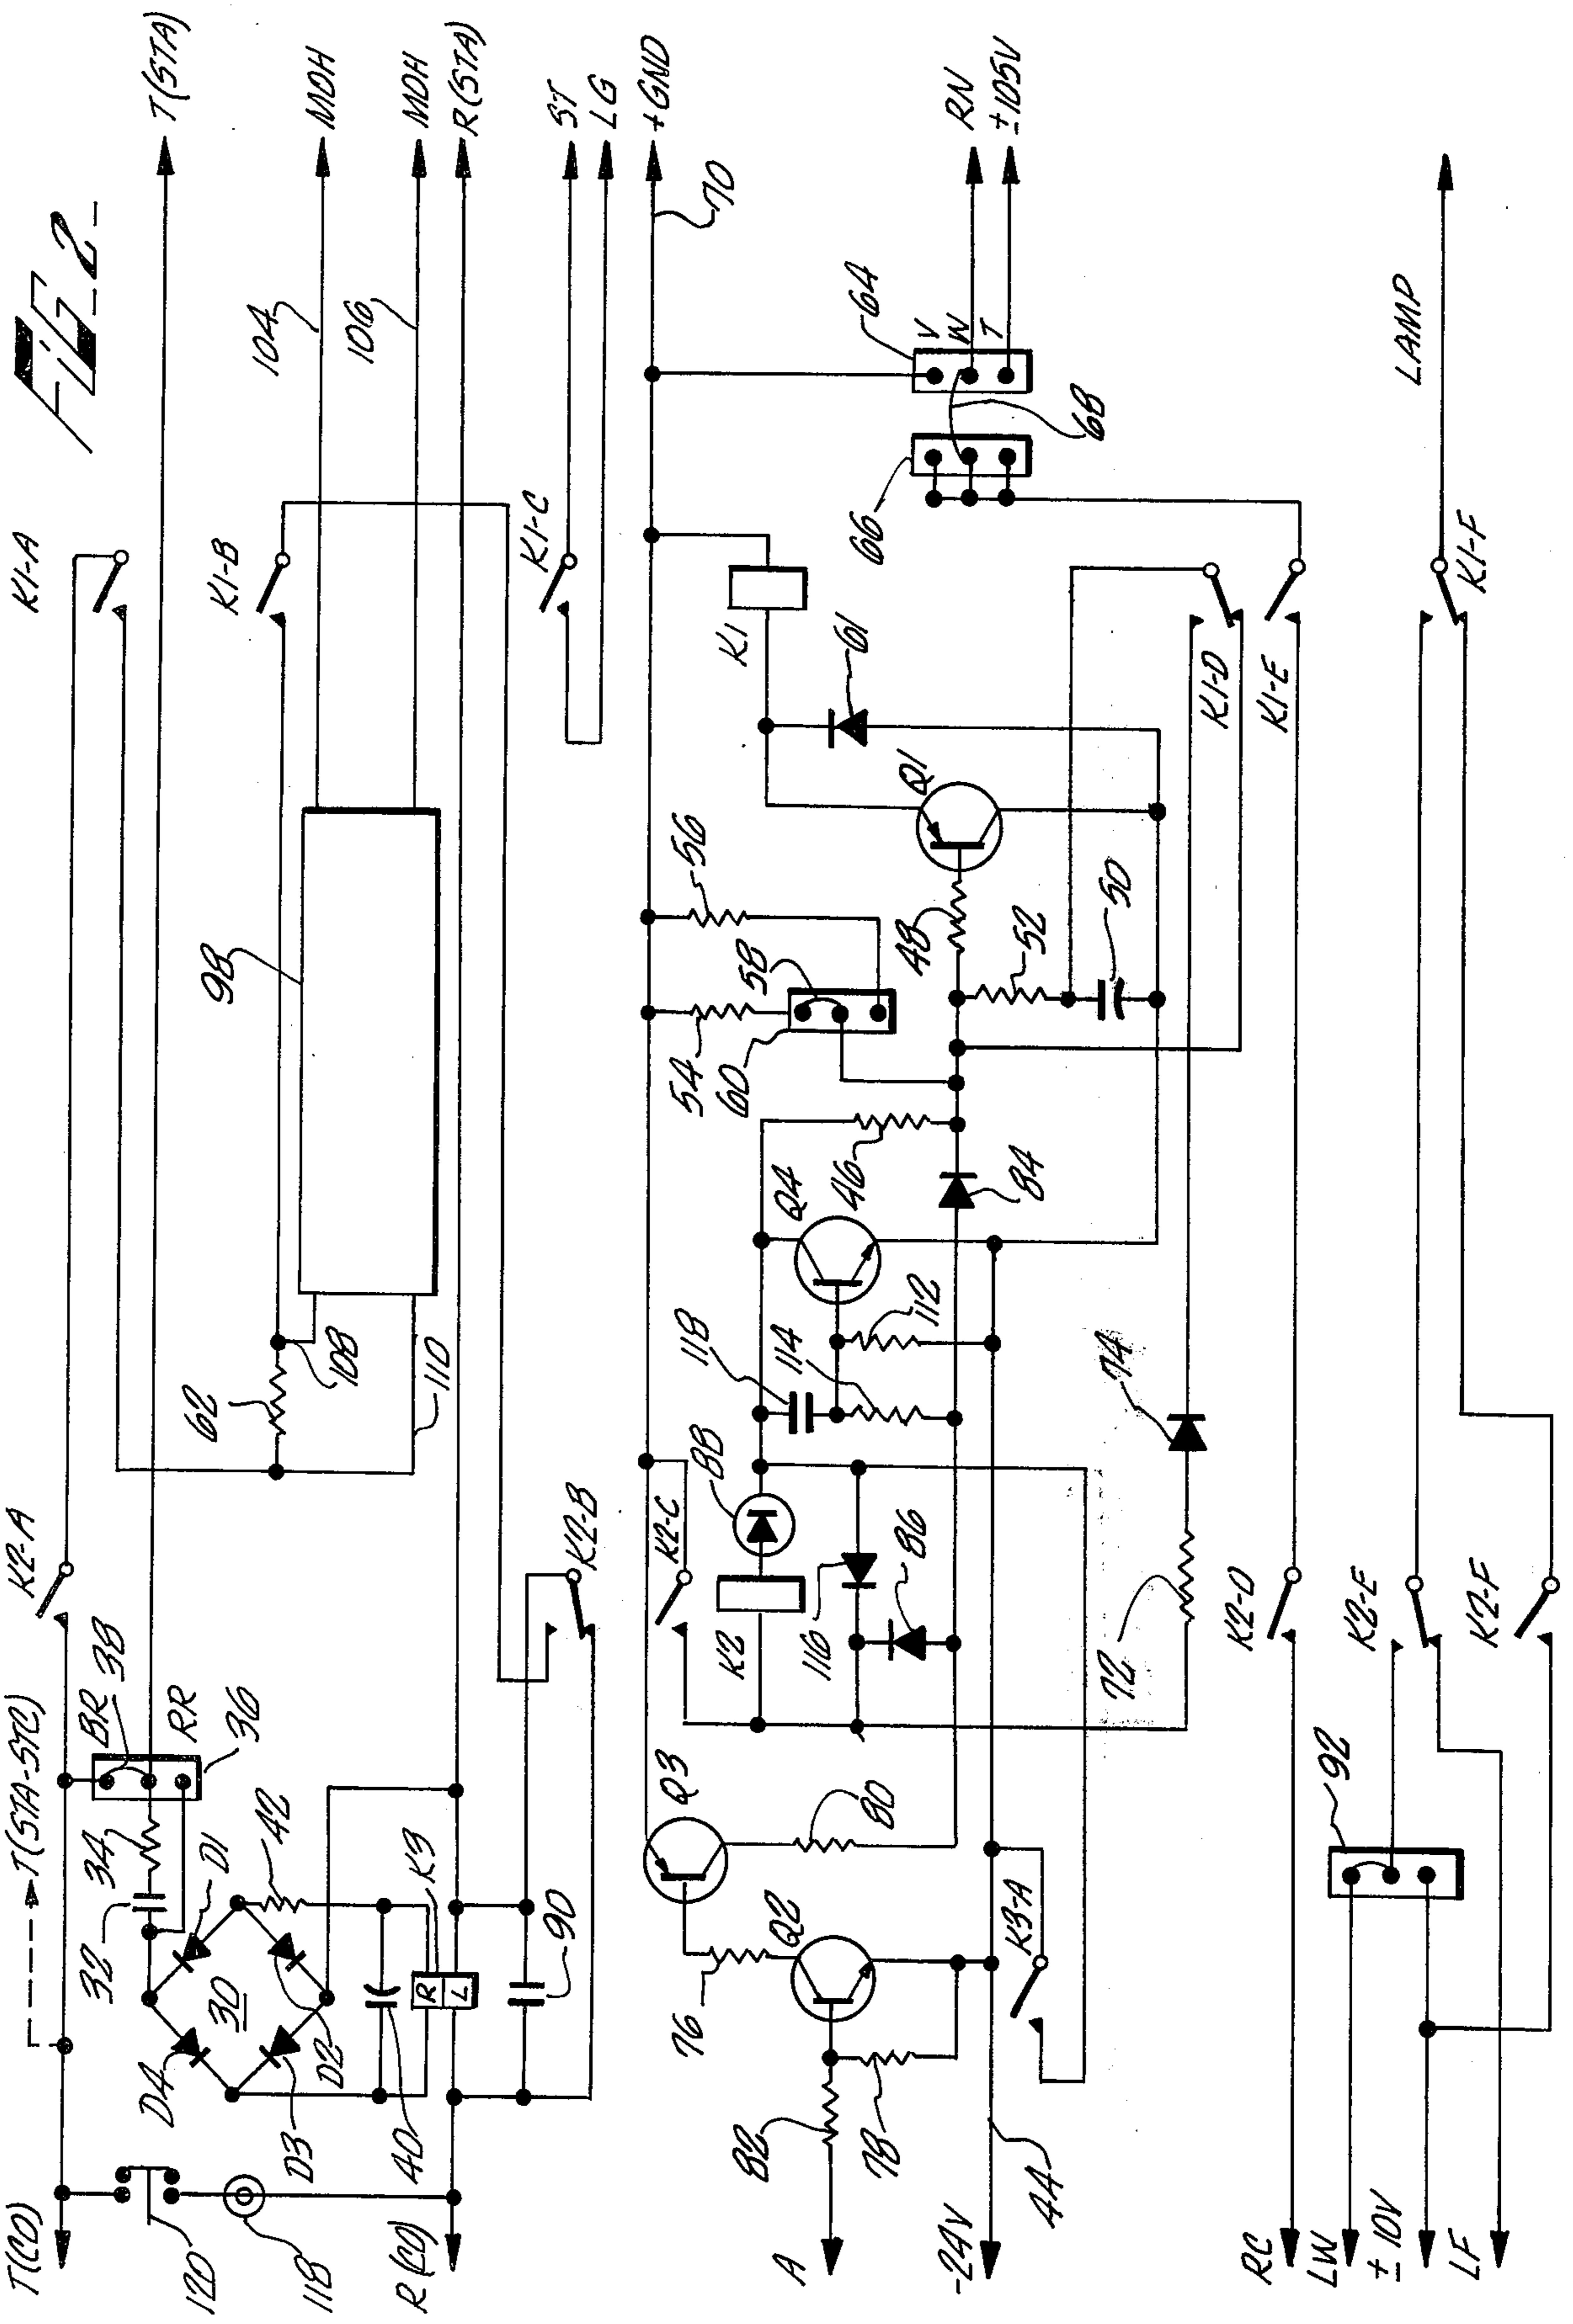 FIG_2_
T(CO)
T(STA-STC)
K2-A
K1-A
T(STA)
120
118
R(CO)
D4
D3
30
D1
D2
32
34
BR
38
RR
36
42
40
K3
R
L
90
K2-B
62
108
110
98
K1-B
104
106
MOH
MOH
R(STA)
K1-C
ST
LG
+GND
70
A
82
78
76
Q2
Q3
80
K3-A
-24V
44
K2-C
K2
88
116
86
118
114
112
Q4
46
84
54
60
58
56
48
52
50
Q1
61
K1
66
68
64
V
W
T
RN
±105V
72
74
K1-D
K1-E
RC
K2-D
LW
±10V
LF
92
K2-E
K2-F
K1-F
LAMP